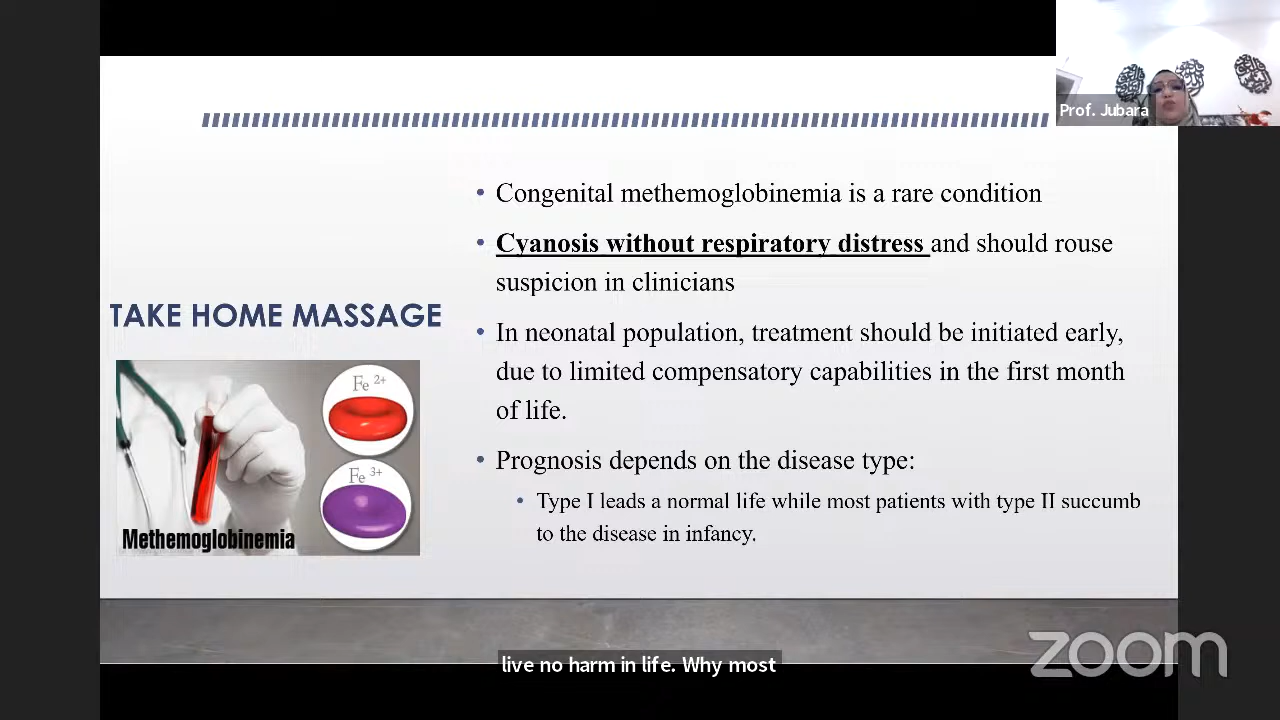 Prof. Jubara
• Congenital methemoglobinemia is a rare condition
• Cyanosis without respiratory distress and should rouse
suspicion in clinicians
TAKE HOME MASSAGE
• In neonatal population, treatment should be initiated early,
due to limited compensatory capabilities in the first month
of life.
Fe 2+
Fe 3+
Methemoglobinemia
• Prognosis depends on the disease type:
• Type I leads a normal life while most patients with type II succumb
to the disease in infancy.
zoom
live no harm in life. Why most